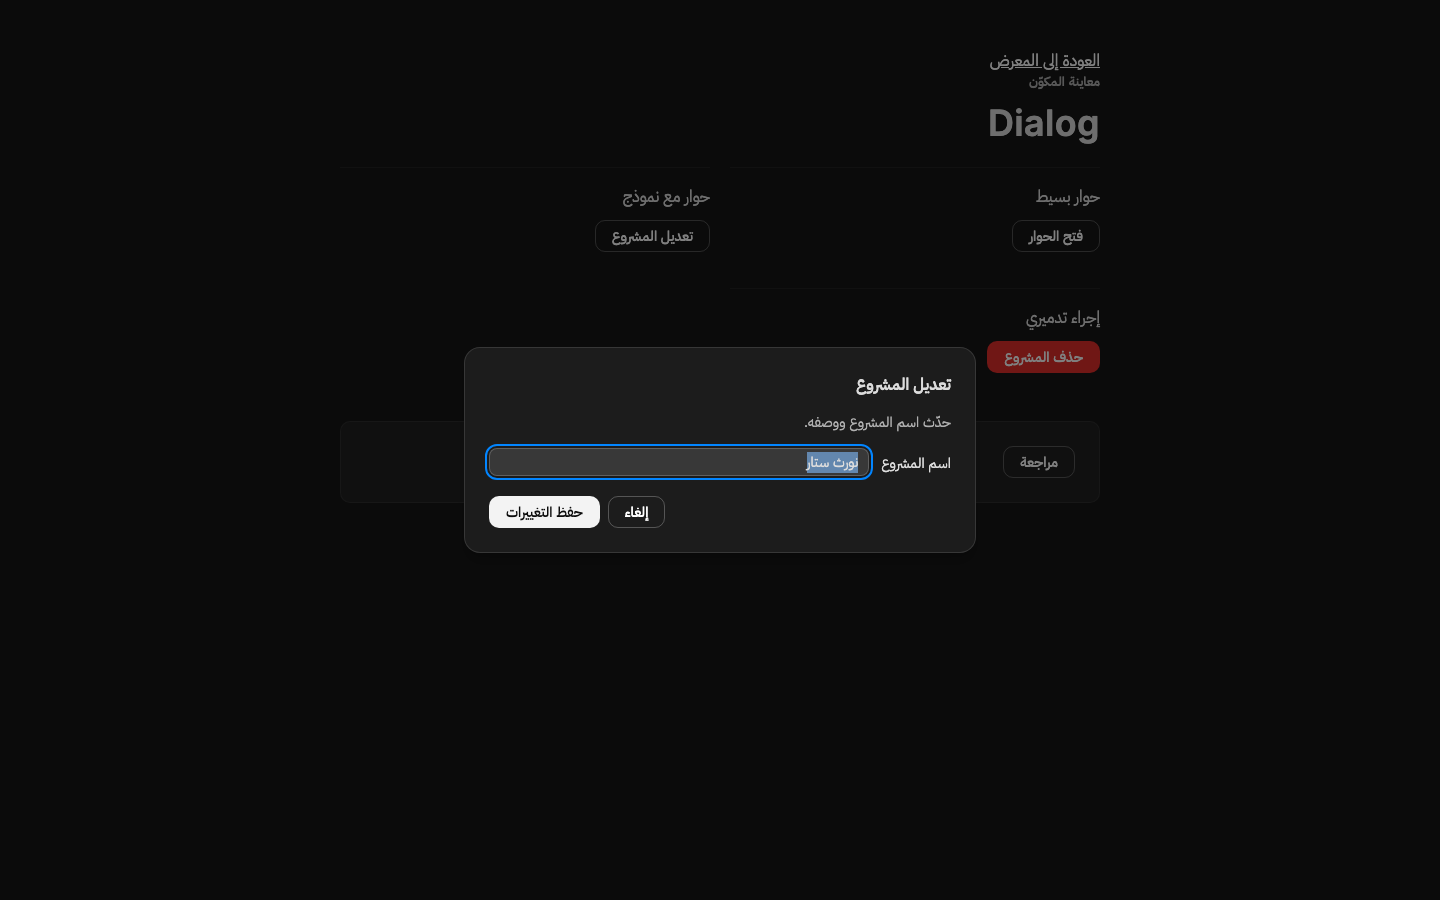 العودة إلى المعرض
معاينة المكوّن
Dialog
حوار بسيط
فتح الحوار
حوار مع نموذج
تعديل المشروع
إجراء تدميري
حذف المشروع
مراجعة
تعديل المشروع
حدّث اسم المشروع ووصفه.
اسم المشروع
نورث ستار
إلغاء
حفظ التغييرات